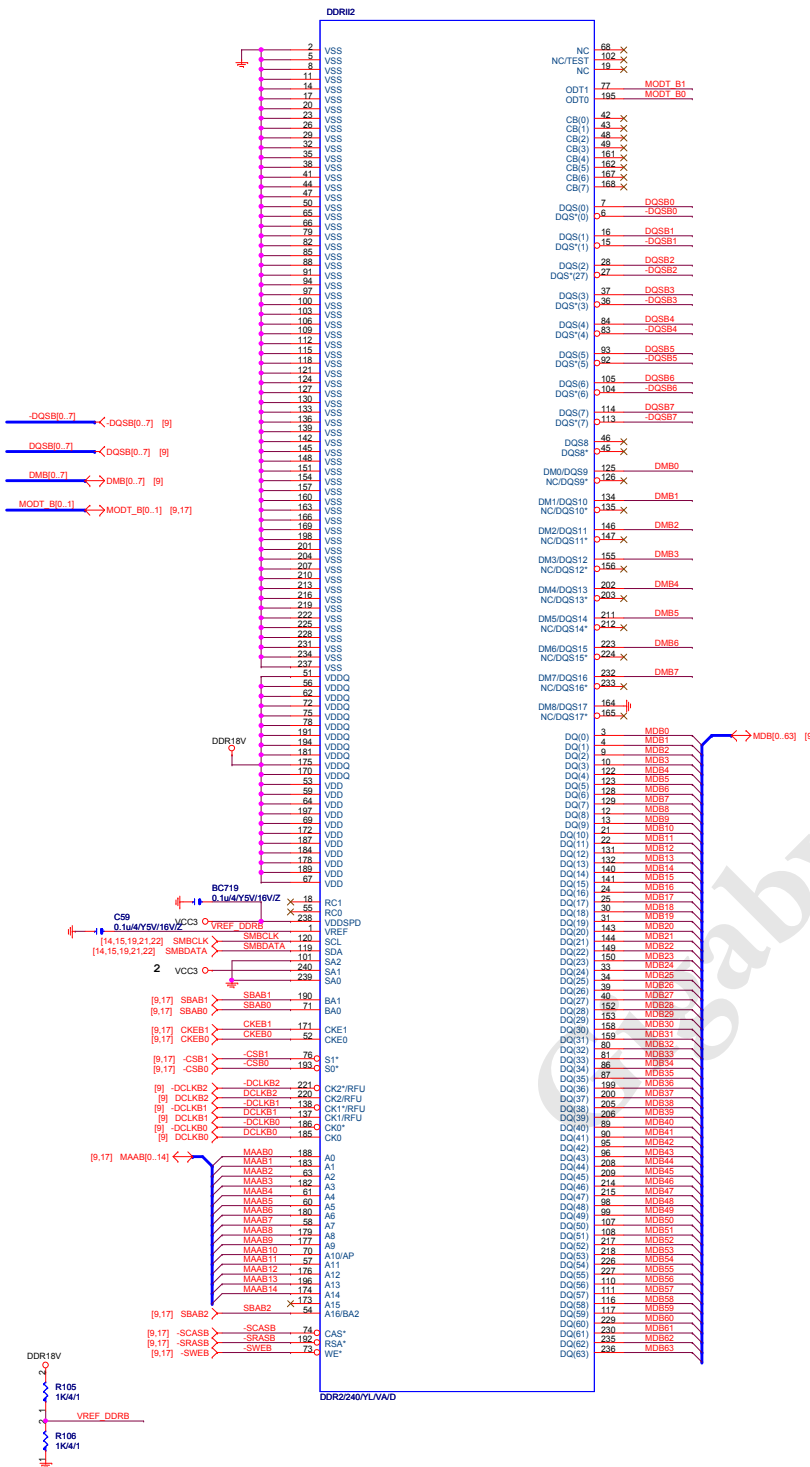 DDRII2
2 VSS
5 VSS
8 VSS
11 VSS
14 VSS
17 VSS
20 VSS
23 VSS
26 VSS
29 VSS
32 VSS
35 VSS
38 VSS
41 VSS
44 VSS
47 VSS
50 VSS
65 VSS
66 VSS
79 VSS
82 VSS
85 VSS
88 VSS
91 VSS
94 VSS
97 VSS
100 VSS
103 VSS
106 VSS
109 VSS
112 VSS
115 VSS
118 VSS
121 VSS
124 VSS
127 VSS
130 VSS
133 VSS
136 VSS
139 VSS
142 VSS
145 VSS
148 VSS
151 VSS
154 VSS
157 VSS
160 VSS
163 VSS
166 VSS
169 VSS
198 VSS
201 VSS
204 VSS
207 VSS
210 VSS
213 VSS
216 VSS
219 VSS
222 VSS
225 VSS
228 VSS
231 VSS
234 VSS
237 VSS
51 VDDQ
56 VDDQ
62 VDDQ
72 VDDQ
75 VDDQ
78 VDDQ
191 VDDQ
194 VDDQ
181 VDDQ
175 VDDQ
170 VDDQ
53 VDD
59 VDD
64 VDD
197 VDD
69 VDD
172 VDD
187 VDD
184 VDD
178 VDD
189 VDD
67 VDD
DDR18V
-DQSB[0..7] -DQSB[0..7] [9]
DQSB[0..7] DQSB[0..7] [9]
DMB[0..7] DMB[0..7] [9]
MODT_B[0..1] MODT_B[0..1] [9,17]
BC719
0.1u/4/Y5V/16V/Z
C59
0.1u/4/Y5V/16V/Z
18 RC1
55 RC0
VCC3 238 VDDSPD
VREF_DDRB 1 VREF
[14,15,19,21,22] SMBCLK SMBCLK 120 SCL
[14,15,19,21,22] SMBDATA SMBDATA 119 SDA
101 SA2
2 VCC3 240 SA1
239 SA0
[9,17] SBAB1 SBAB1 190 BA1
[9,17] SBAB0 SBAB0 71 BA0
[9,17] CKEB1 CKEB1 171 CKE1
[9,17] CKEB0 CKEB0 52 CKE0
[9,17] -CSB1 -CSB1 76 S1*
[9,17] -CSB0 -CSB0 193 S0*
[9] -DCLKB2 -DCLKB2 221 CK2*/RFU
[9] DCLKB2 DCLKB2 220 CK2/RFU
[9] -DCLKB1 -DCLKB1 138 CK1*/RFU
[9] DCLKB1 DCLKB1 137 CK1/RFU
[9] -DCLKB0 -DCLKB0 186 CK0*
[9] DCLKB0 DCLKB0 185 CK0
[9,17] MAAB[0..14]
MAAB0 188 A0
MAAB1 183 A1
MAAB2 63 A2
MAAB3 182 A3
MAAB4 61 A4
MAAB5 60 A5
MAAB6 180 A6
MAAB7 58 A7
MAAB8 179 A8
MAAB9 177 A9
MAAB10 70 A10/AP
MAAB11 57 A11
MAAB12 176 A12
MAAB13 196 A13
MAAB14 174 A14
173 A15
[9,17] SBAB2 SBAB2 54 A16/BA2
[9,17] -SCASB -SCASB 74 CAS*
[9,17] -SRASB -SRASB 192 RSA*
[9,17] -SWEB -SWEB 73 WE*
DDR18V
2
R105
1K/4/1
1
VREF_DDRB
2
R106
1K/4/1
1
NC 68
NC/TEST 102
NC 19
ODT1 77 MODT_B1
ODT0 195 MODT_B0
CB(0) 42
CB(1) 43
CB(2) 48
CB(3) 49
CB(4) 161
CB(5) 162
CB(6) 167
CB(7) 168
DQS(0) 7 DQSB0
DQS*(0) 6 -DQSB0
DQS(1) 16 DQSB1
DQS*(1) 15 -DQSB1
DQS(2) 28 DQSB2
DQS*(27) 27 -DQSB2
DQS(3) 37 DQSB3
DQS*(3) 36 -DQSB3
DQS(4) 84 DQSB4
DQS*(4) 83 -DQSB4
DQS(5) 93 DQSB5
DQS*(5) 92 -DQSB5
DQS(6) 105 DQSB6
DQS*(6) 104 -DQSB6
DQS(7) 114 DQSB7
DQS*(7) 113 -DQSB7
DQS8 46
DQS8* 45
DM0/DQS9 125 DMB0
NC/DQS9* 126
DM1/DQS10 134 DMB1
NC/DQS10* 135
DM2/DQS11 146 DMB2
NC/DQS11* 147
DM3/DQS12 155 DMB3
NC/DQS12* 156
DM4/DQS13 202 DMB4
NC/DQS13* 203
DM5/DQS14 211 DMB5
NC/DQS14* 212
DM6/DQS15 223 DMB6
NC/DQS15* 224
DM7/DQS16 232 DMB7
NC/DQS16* 233
DM8/DQS17 164
NC/DQS17* 165
MDB[0..63] [9
DQ(0) 3 MDB0
DQ(1) 4 MDB1
DQ(2) 9 MDB2
DQ(3) 10 MDB3
DQ(4) 122 MDB4
DQ(5) 123 MDB5
DQ(6) 128 MDB6
DQ(7) 129 MDB7
DQ(8) 12 MDB8
DQ(9) 13 MDB9
DQ(10) 21 MDB10
DQ(11) 22 MDB11
DQ(12) 131 MDB12
DQ(13) 132 MDB13
DQ(14) 140 MDB14
DQ(15) 141 MDB15
DQ(16) 24 MDB16
DQ(17) 25 MDB17
DQ(18) 30 MDB18
DQ(19) 31 MDB19
DQ(20) 143 MDB20
DQ(21) 144 MDB21
DQ(22) 149 MDB22
DQ(23) 150 MDB23
DQ(24) 33 MDB24
DQ(25) 34 MDB25
DQ(26) 39 MDB26
DQ(27) 40 MDB27
DQ(28) 152 MDB28
DQ(29) 153 MDB29
DQ(30) 158 MDB30
DQ(31) 159 MDB31
DQ(32) 80 MDB32
DQ(33) 81 MDB33
DQ(34) 86 MDB34
DQ(35) 87 MDB35
DQ(36) 199 MDB36
DQ(37) 200 MDB37
DQ(38) 205 MDB38
DQ(39) 206 MDB39
DQ(40) 89 MDB40
DQ(41) 90 MDB41
DQ(42) 95 MDB42
DQ(43) 96 MDB43
DQ(44) 208 MDB44
DQ(45) 209 MDB45
DQ(46) 214 MDB46
DQ(47) 215 MDB47
DQ(48) 98 MDB48
DQ(49) 99 MDB49
DQ(50) 107 MDB50
DQ(51) 108 MDB51
DQ(52) 217 MDB52
DQ(53) 218 MDB53
DQ(54) 226 MDB54
DQ(55) 227 MDB55
DQ(56) 110 MDB56
DQ(57) 111 MDB57
DQ(58) 116 MDB58
DQ(59) 117 MDB59
DQ(60) 229 MDB60
DQ(61) 230 MDB61
DQ(62) 235 MDB62
DQ(63) 236 MDB63
DDR2/240/YL/VA/D
Gigaby